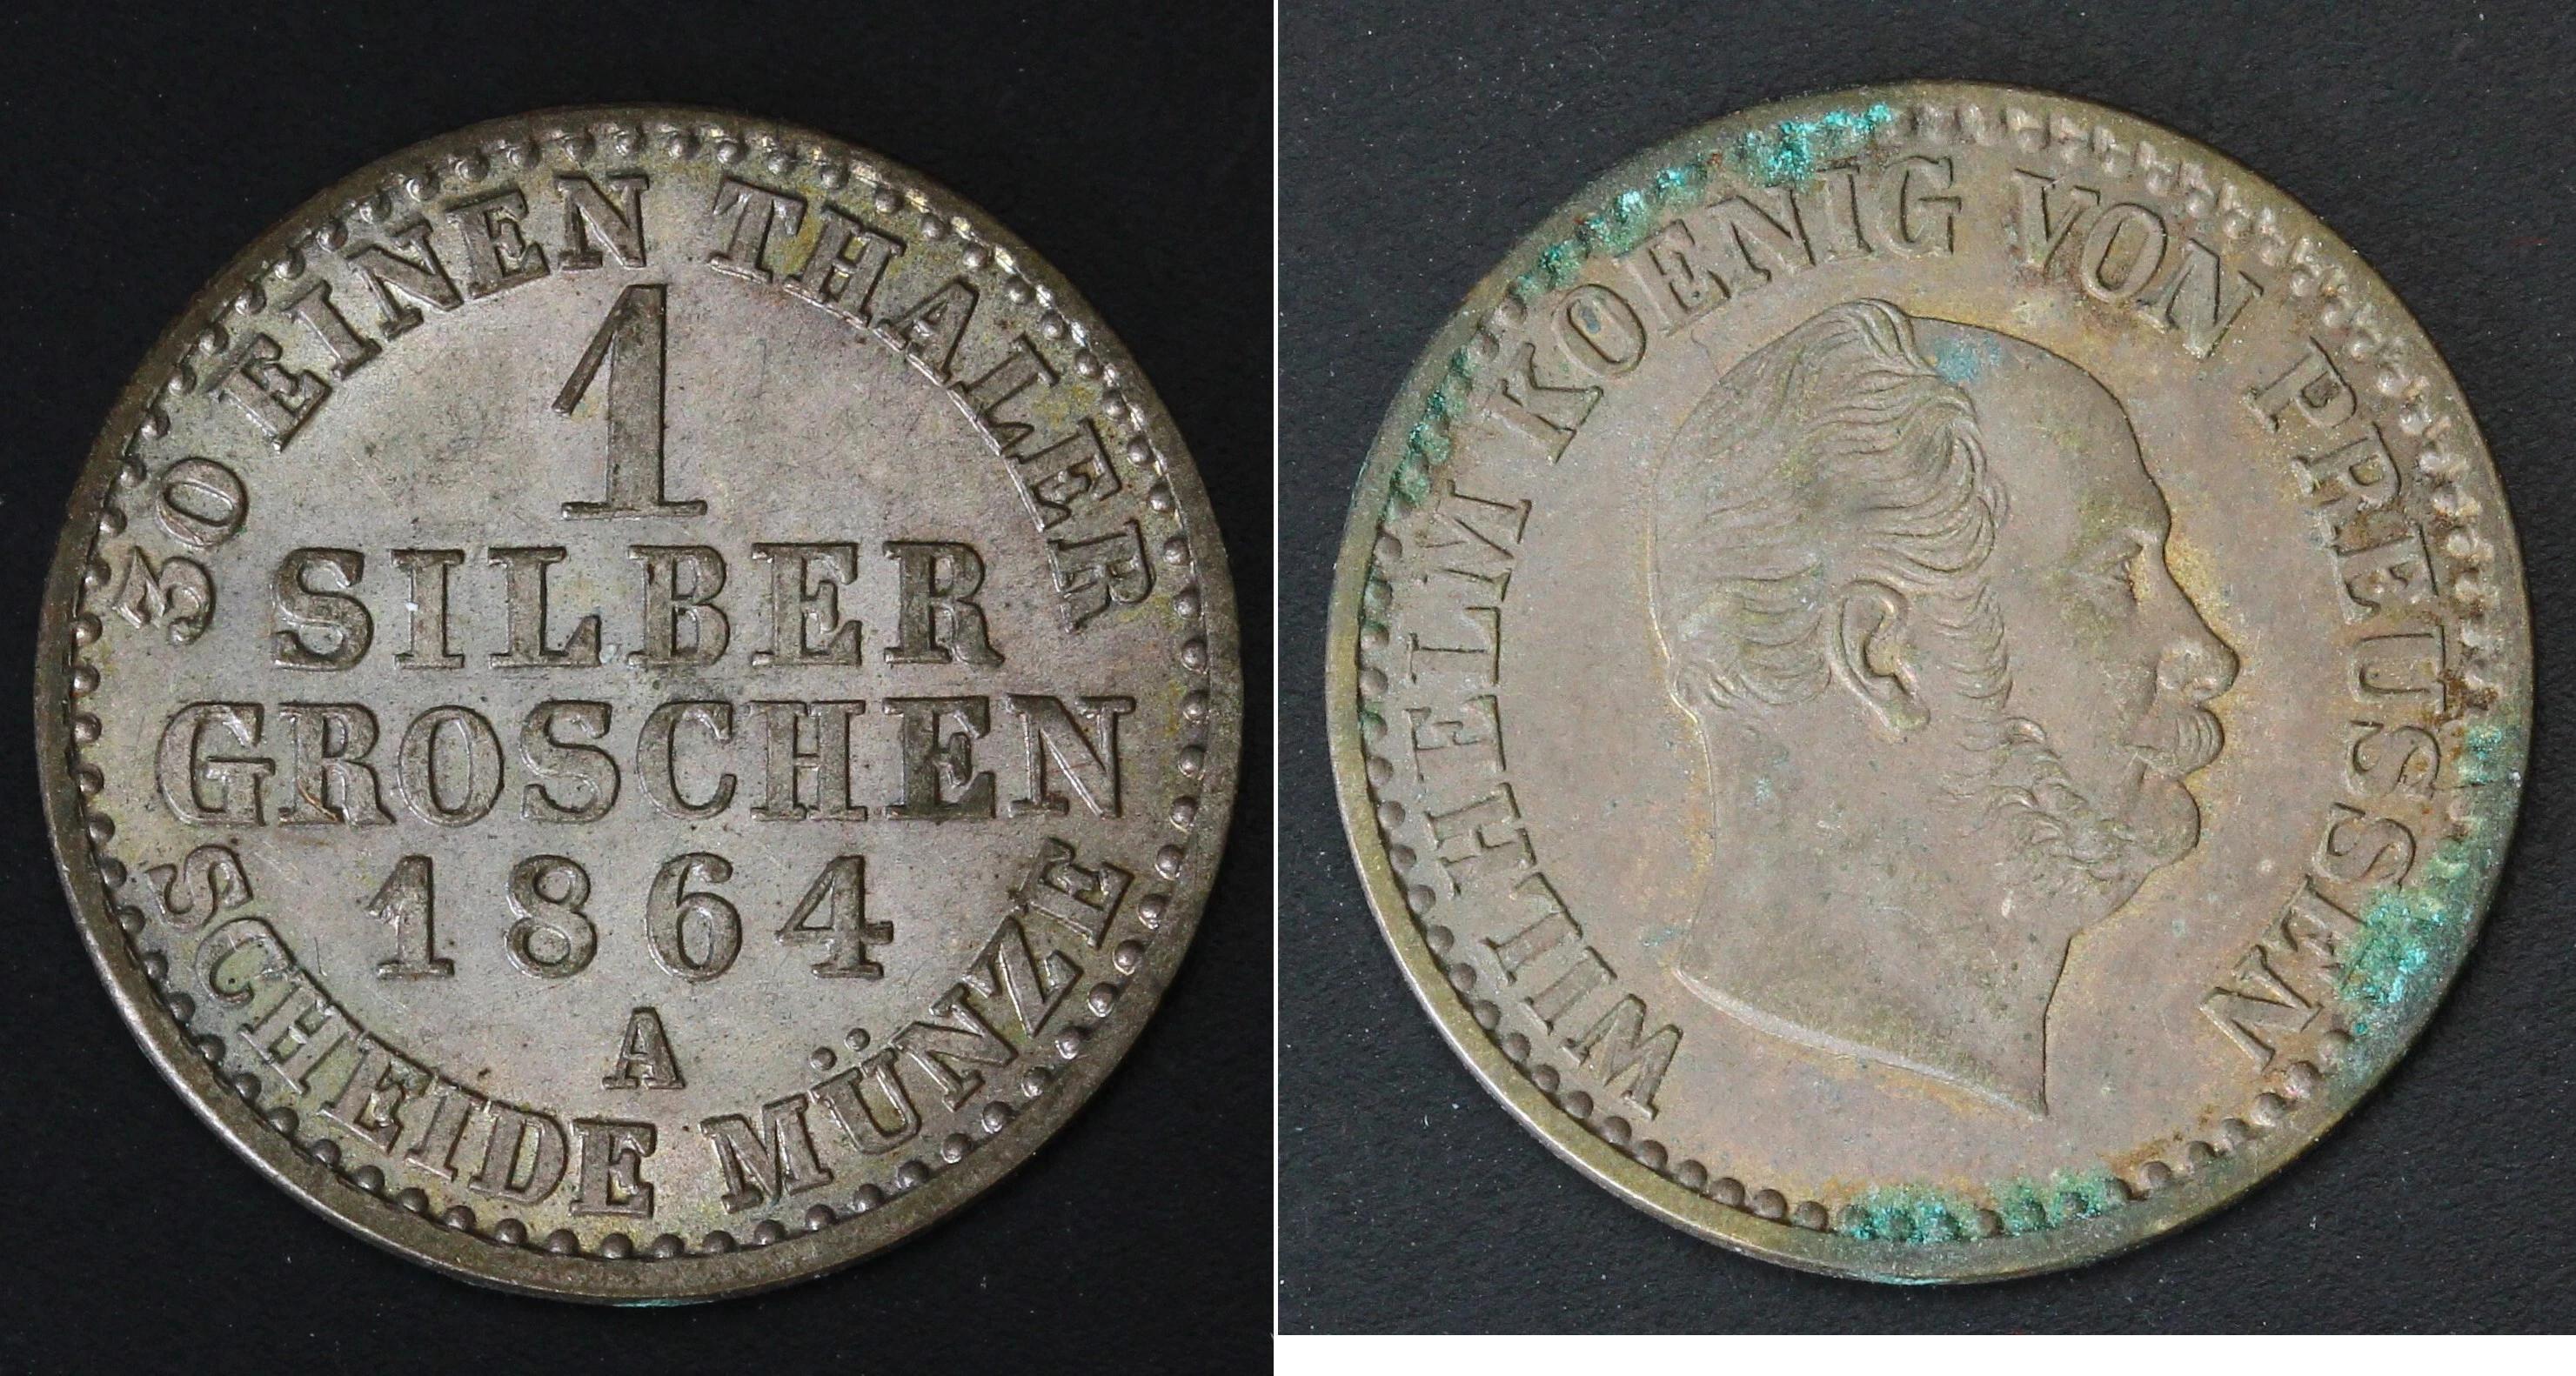 30 EINEN THALER
1
SILBER
GROSCHEN
1864
A
SCHEIDE MÜNZE
WILHELM KOENIG VON PREUSSEN